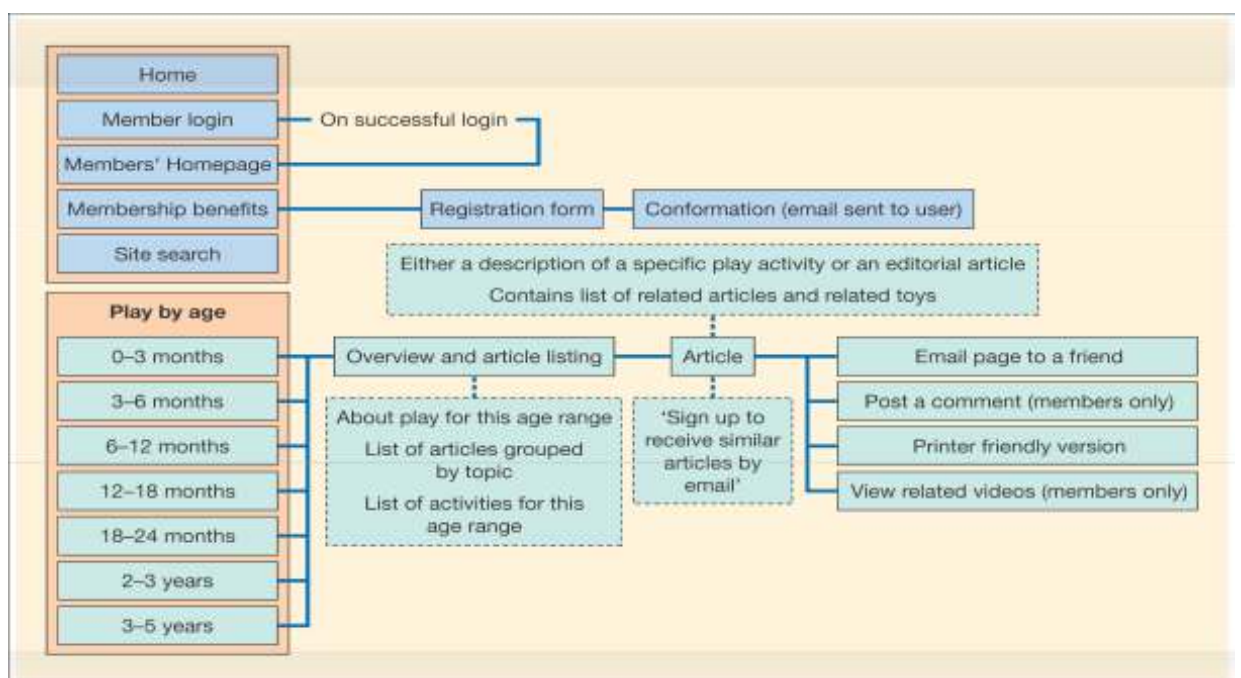 Home
Member login
On successful login
Members' Homepage
Membership benefits
Registration form
Conformation (email sent to user)
Site search
Either a description of a specific play activity or an editorial article
Contains list of related articles and related toys
Play by age
0–3 months
3–6 months
6–12 months
12–18 months
18–24 months
2–3 years
3–5 years
Overview and article listing
About play for this age range
List of articles grouped
by topic
List of activities for this
age range
Article
'Sign up to
receive similar
articles by
email'
Email page to a friend
Post a comment (members only)
Printer friendly version
View related videos (members only)